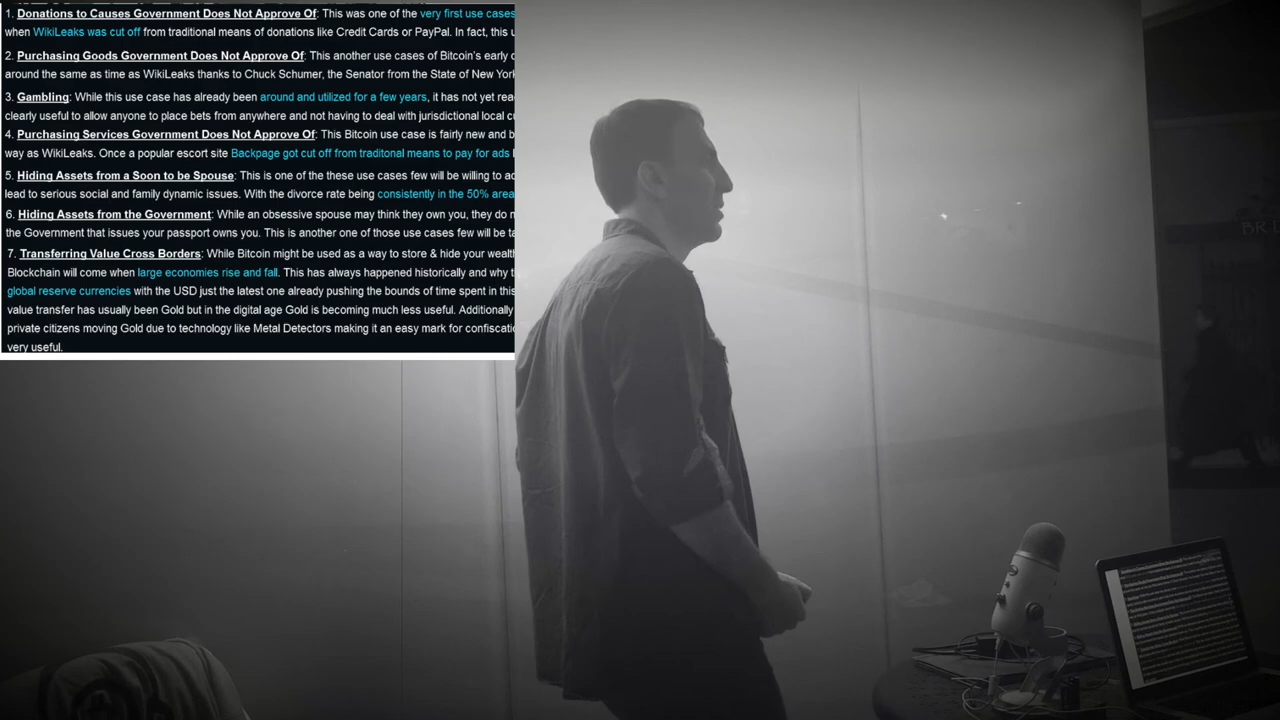 1. Donations to Causes Government Does Not Approve Of: This was one of the very first use cases
when WikiLeaks was cut off from traditional means of donations like Credit Cards or PayPal. In fact, this u
2. Purchasing Goods Government Does Not Approve Of: This another use cases of Bitcoin's early
around the same as time as WikiLeaks thanks to Chuck Schumer, the Senator from the State of New York
3. Gambling: While this use case has already been around and utilized for a few years, it has not yet rea
clearly useful to allow anyone to place bets from anywhere and not having to deal with jurisdictional local
4. Purchasing Services Government Does Not Approve Of: This Bitcoin use case is fairly new and b
way as WikiLeaks. Once a popular escort site Backpage got cut off from traditonal means to pay for ads
5. Hiding Assets from a Soon to be Spouse: This is one of the these use cases few will be willing to
lead to serious social and family dynamic issues. With the divorce rate being consistently in the 50% area
6. Hiding Assets from the Government: While an obsessive spouse may think they own you, they do
the Government that issues your passport owns you. This is another one of those use cases few will be ta
7. Transferring Value Cross Borders: While Bitcoin might be used as a way to store & hide your wealt
Blockchain will come when large economies rise and fall. This has always happened historically and why
global reserve currencies with the USD just the latest one already pushing the bounds of time spent in this
value transfer has usually been Gold but in the digital age Gold is becoming much less useful. Additionally
private citizens moving Gold due to technology like Metal Detectors making it an easy mark for confiscatio
very useful.